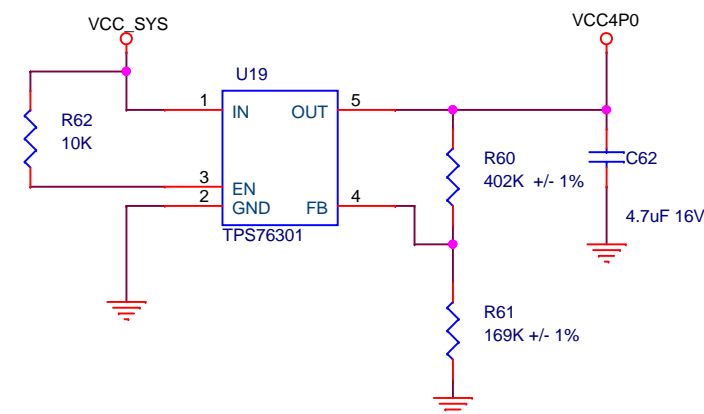 VCC_SYS
VCC4P0
U19
1
IN
OUT
5
R62
10K
R60
402K +/- 1%
C62
4.7uF 16V
3
EN
2
GND
FB
4
TPS76301
R61
169K +/- 1%